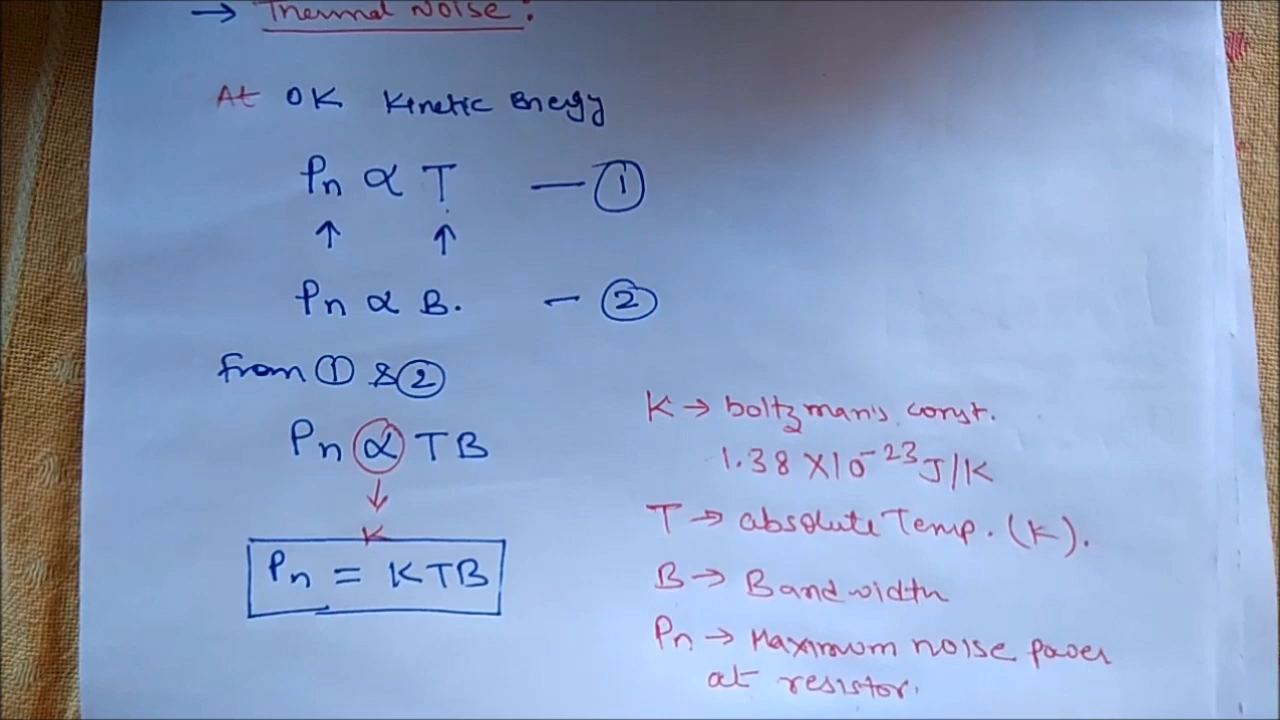 → Thermal Noise:
At 0K Kinetic Energy
Pn ∝ T — ①
↑ ↑
Pn ∝ B. — ②
from ① & ②
Pn ∝ TB
↓
K
Pn = KTB
K → boltzman's const.
1.38 X10⁻²³ J/K
T → absolute Temp. (K).
B → Bandwidth
Pn → Maximum noise power
at resistor.